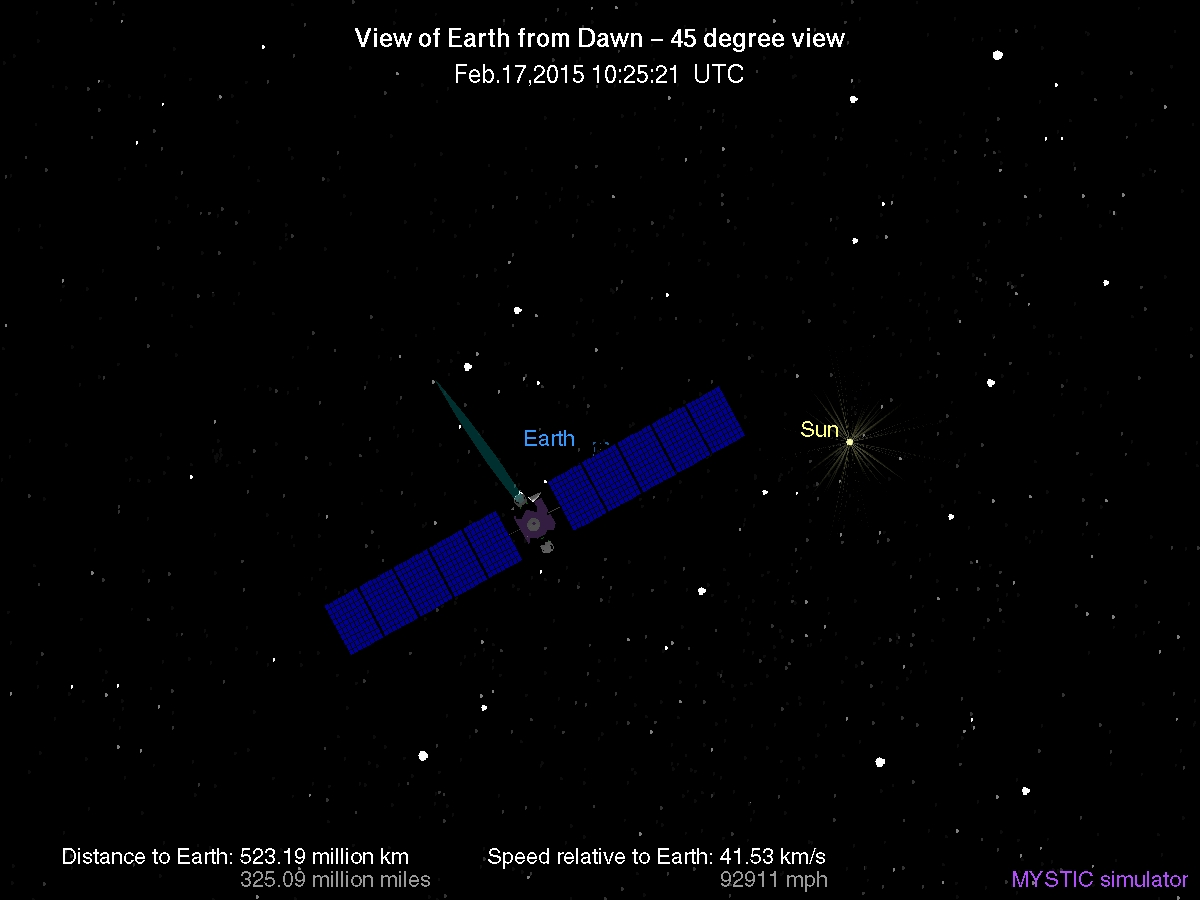 View of Earth from Dawn – 45 degree view
Feb.17,2015 10:25:21 UTC
Earth
Sun
Distance to Earth: 523.19 million km
325.09 million miles
Speed relative to Earth: 41.53 km/s
92911 mph
MYSTIC simulator